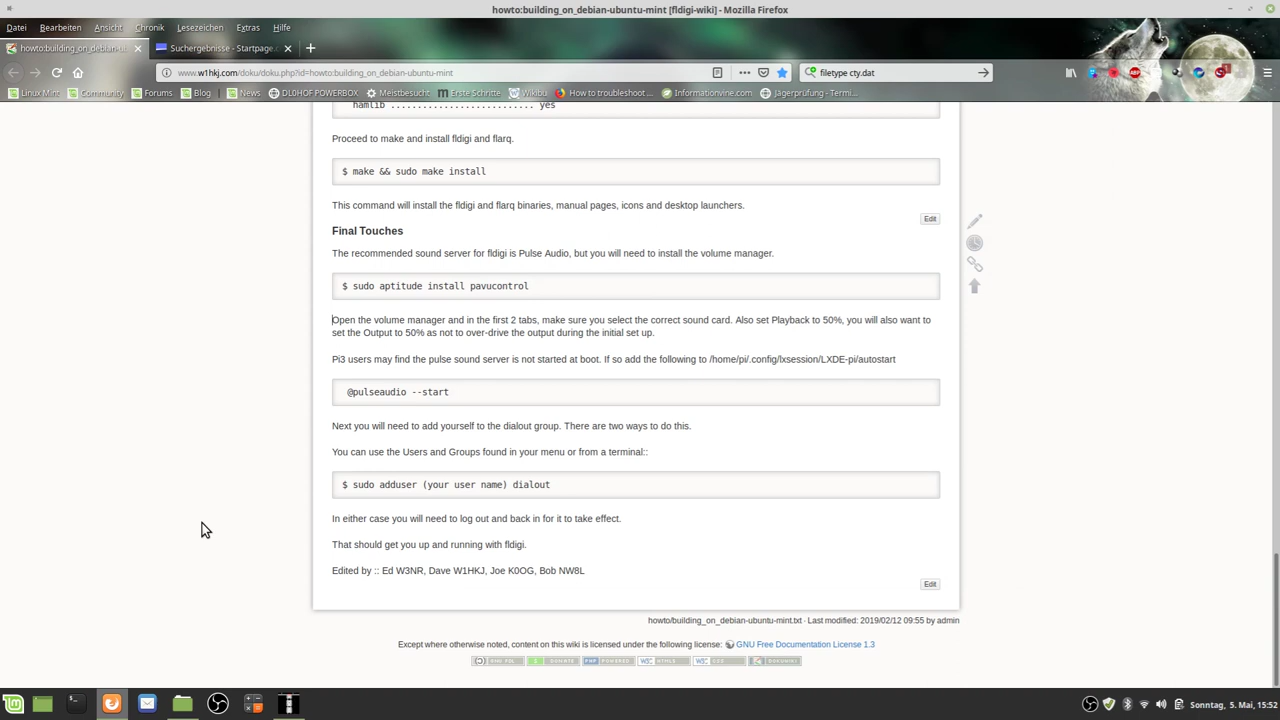 howto:building_on_debian-ubuntu-mint [fldigi-wiki] - Mozilla Firefox
Datei Bearbeiten Ansicht Chronik Lesezeichen Extras Hilfe
howto:building_on_debian-ub
Suchergebnisse - Startpage.c
www.w1hkj.com/doku/doku.php?id=howto:building_on_debian-ubuntu-mint
filetype cty.dat
Linux Mint Community Forums Blog News DL0HOF POWERBOX Meistbesucht Erste Schritte Wikibu How to troubleshoot ... Informationvine.com Jägerprüfung - Termi...
hamlib ........................... yes
Proceed to make and install fldigi and flarq.
$ make && sudo make install
This command will install the fldigi and flarq binaries, manual pages, icons and desktop launchers.
Edit
Final Touches
The recommended sound server for fldigi is Pulse Audio, but you will need to install the volume manager.
$ sudo aptitude install pavucontrol
Open the volume manager and in the first 2 tabs, make sure you select the correct sound card. Also set Playback to 50%, you will also want to
set the Output to 50% as not to over-drive the output during the initial set up.
Pi3 users may find the pulse sound server is not started at boot. If so add the following to /home/pi/.config/lxsession/LXDE-pi/autostart
@pulseaudio --start
Next you will need to add yourself to the dialout group. There are two ways to do this.
You can use the Users and Groups found in your menu or from a terminal::
$ sudo adduser (your user name) dialout
In either case you will need to log out and back in for it to take effect.
That should get you up and running with fldigi.
Edited by :: Ed W3NR, Dave W1HKJ, Joe K0OG, Bob NW8L
Edit
howto/building_on_debian-ubuntu-mint.txt · Last modified: 2019/02/12 09:55 by admin
Except where otherwise noted, content on this wiki is licensed under the following license: GNU Free Documentation License 1.3
DONATE PHP POWERED W3C HTML5 W3C CSS DOKUWIKI
Sonntag, 5. Mai, 15:52